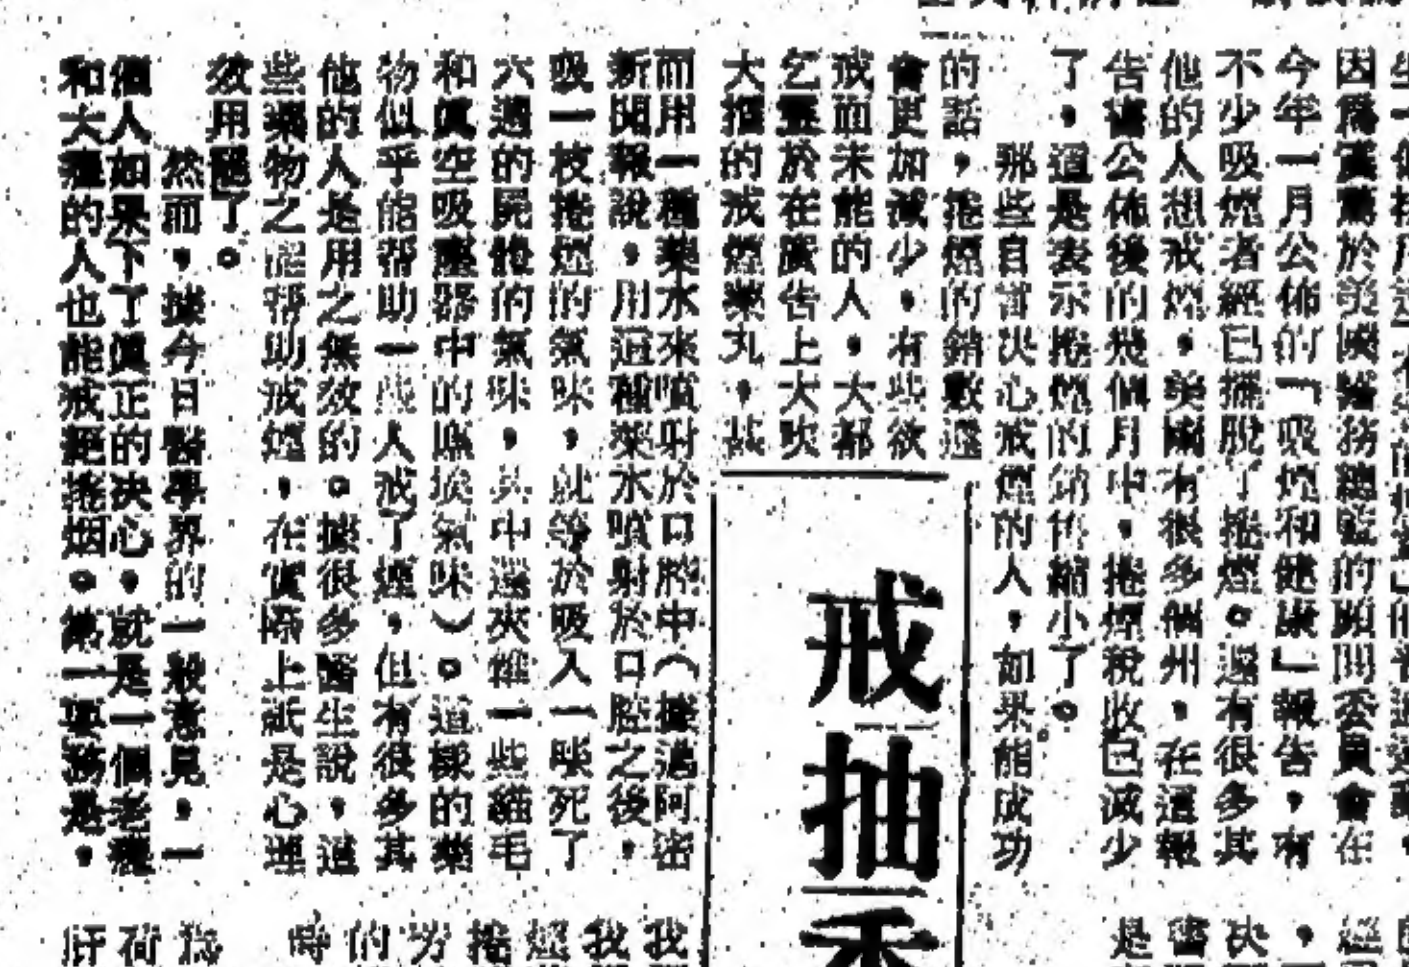 因爲震驚於美國醫務總監的顧問委員會在
今年一月公佈的「吸煙和健康」報告，有
不少吸煙者經已擺脫了捲煙。還有很多其
他的人想戒煙，美國有很多個州，在這報
告書公佈後的幾個月中，捲煙稅收已減少
了，這是表示捲煙的銷售縮小了。
那些自當決心戒煙的人，如果能成功
的話，捲煙的銷數還
會更加減少，有些欲
戒而未能的人，大都
乞靈於在廣告上大吹
大擂的戒煙藥丸，甚
而用一種藥水來噴射於口腔中（據邁阿密
新聞報說，用這種藥水噴射於口腔之後，
吸一枝捲煙的氣味，就等於吸入一啖死了
六週的屍體的氣味，其中還夾雜一些貓毛
和真空吸塵器中的塵埃氣味）。這樣的藥
物似乎能幫助一些人戒了煙，但有很多其
他的人是用之無效的。據很多醫生說，這
些藥物之能幫助戒煙，在實際上祇是心理
效用罷了。
然而，據今日醫學界的一般意見，一
個人如果下了真正的決心，就是一個老癮
和大癮的人也能戒絕捲烟。第一要務是，
戒抽香